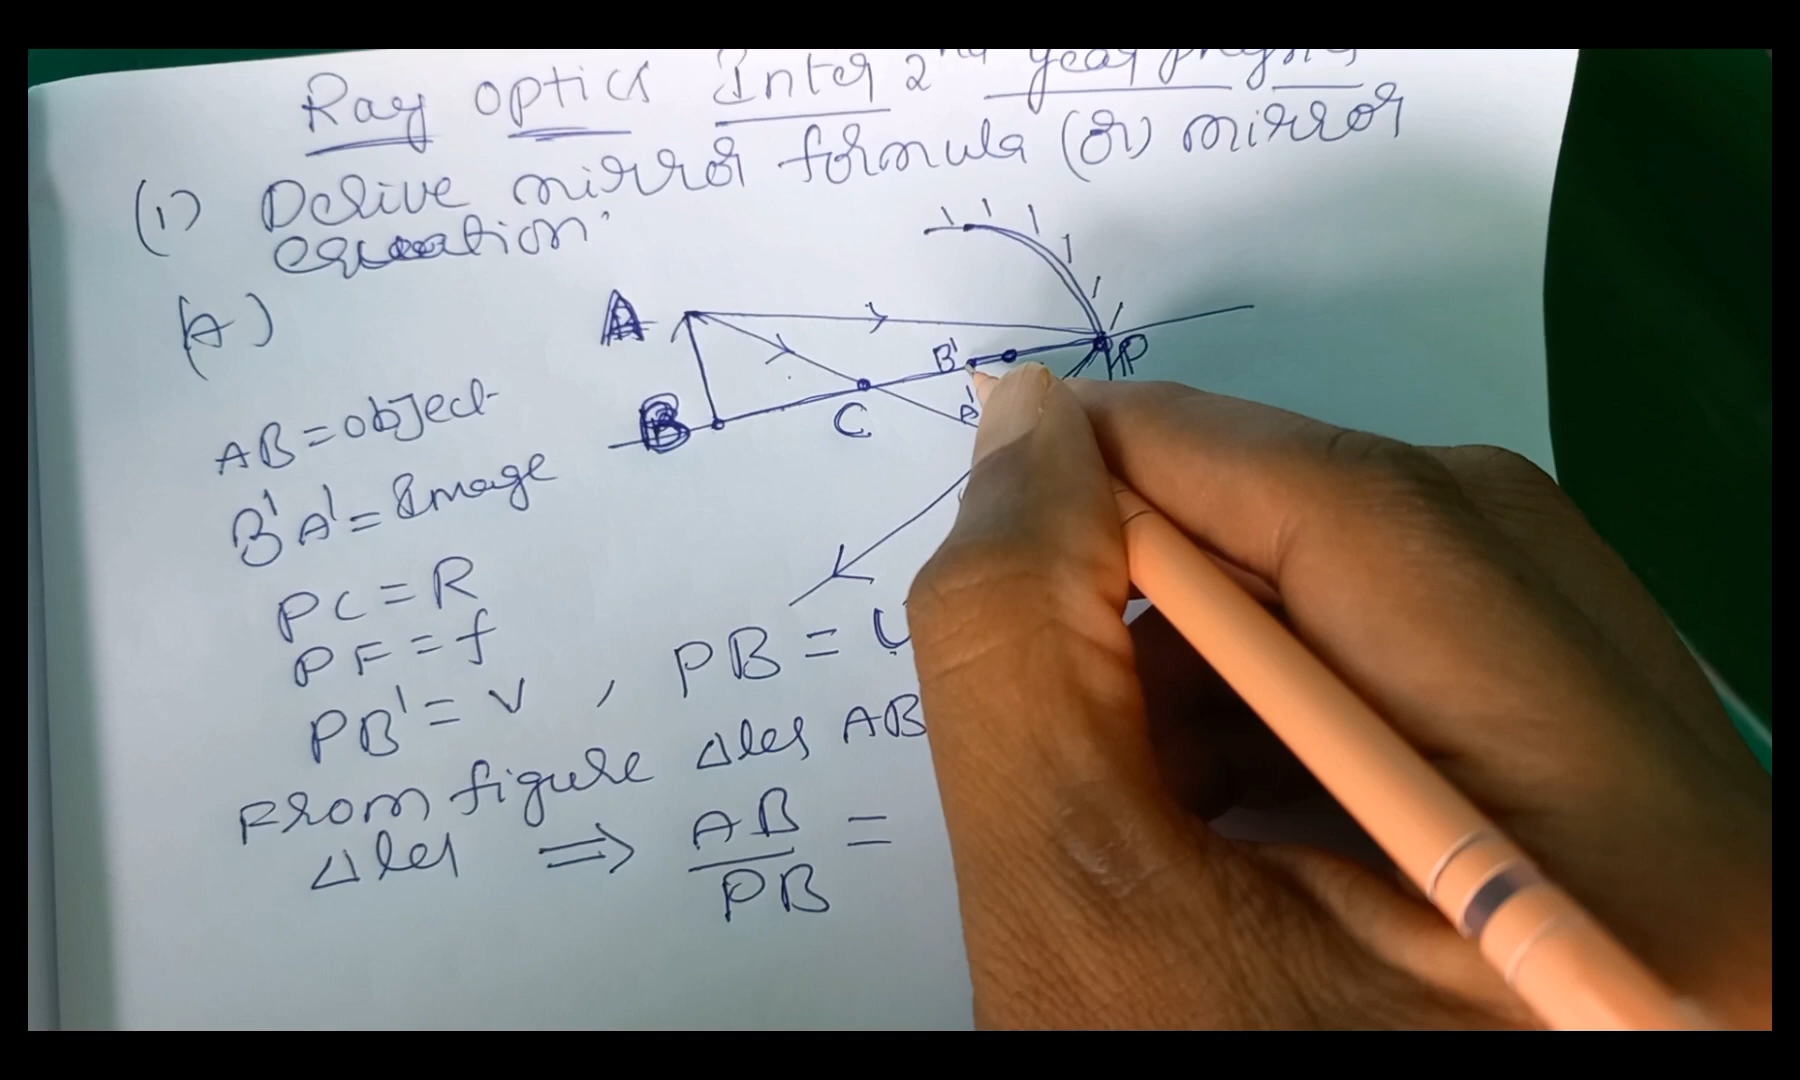 Ray optics Inter 2nd year physics
(1) Derive mirror formula (or) mirror
equation.
(A)
A
B
C
B'
A'
P
AB = object
B'A' = Image
PC = R
PF = f
PB' = v , PB = u
From figure Δles AB
Δles ⇒ AB/PB =